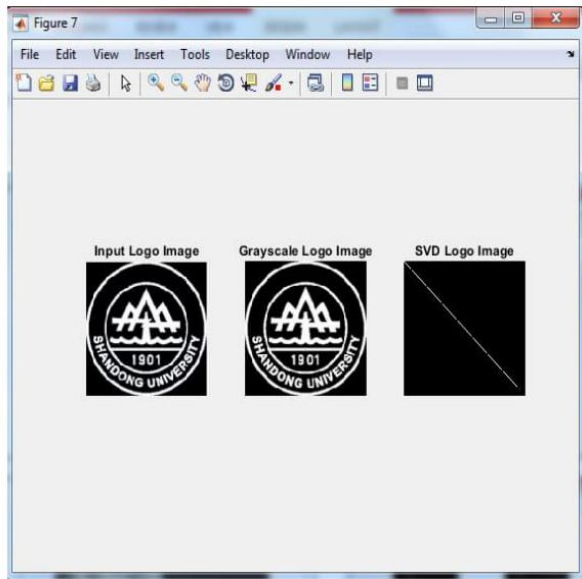 Figure 7
File Edit View Insert Tools Desktop Window Help
Input Logo Image Grayscale Logo Image SVD Logo Image
1901 1901
SHANDONG UNIVERSITY SHANDONG UNIVERSITY